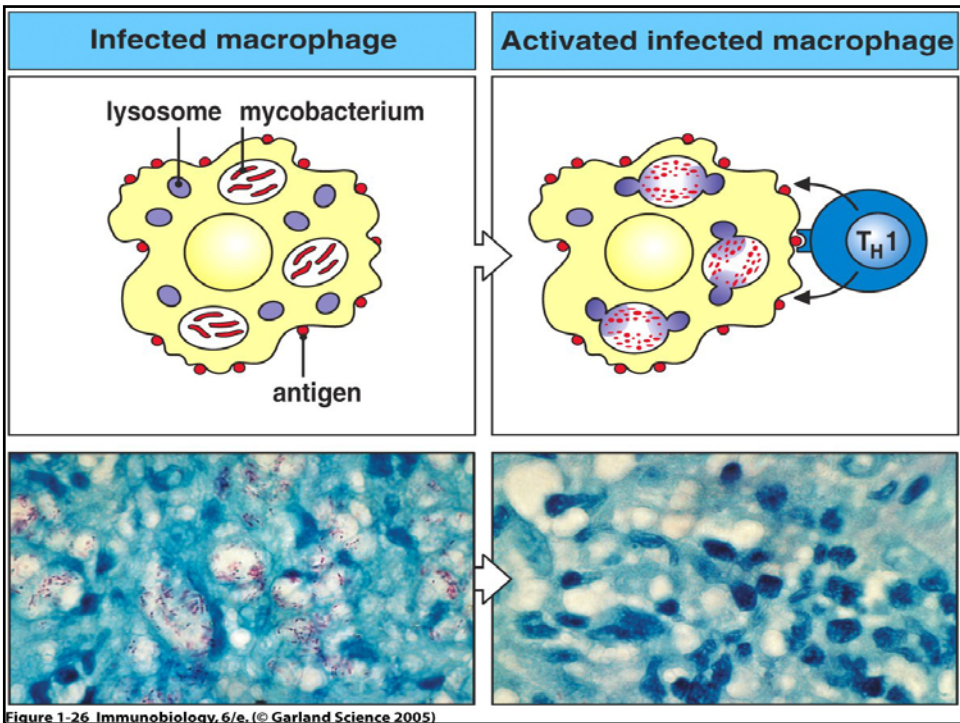 Infected macrophage
Activated infected macrophage
lysosome mycobacterium
antigen
TH1
Figure 1-26 Immunobiology, 6/e. (© Garland Science 2005)